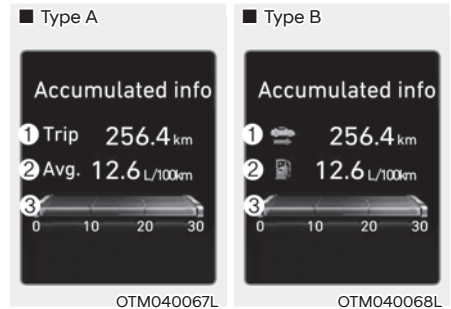 ■ Type A
Accumulated info
1 Trip 256.4 km
2 Avg. 12.6 L/100km
3
0 10 20 30
OTM040067L
■ Type B
Accumulated info
1 256.4 km
2 12.6 L/100km
3
0 10 20 30
OTM040068L